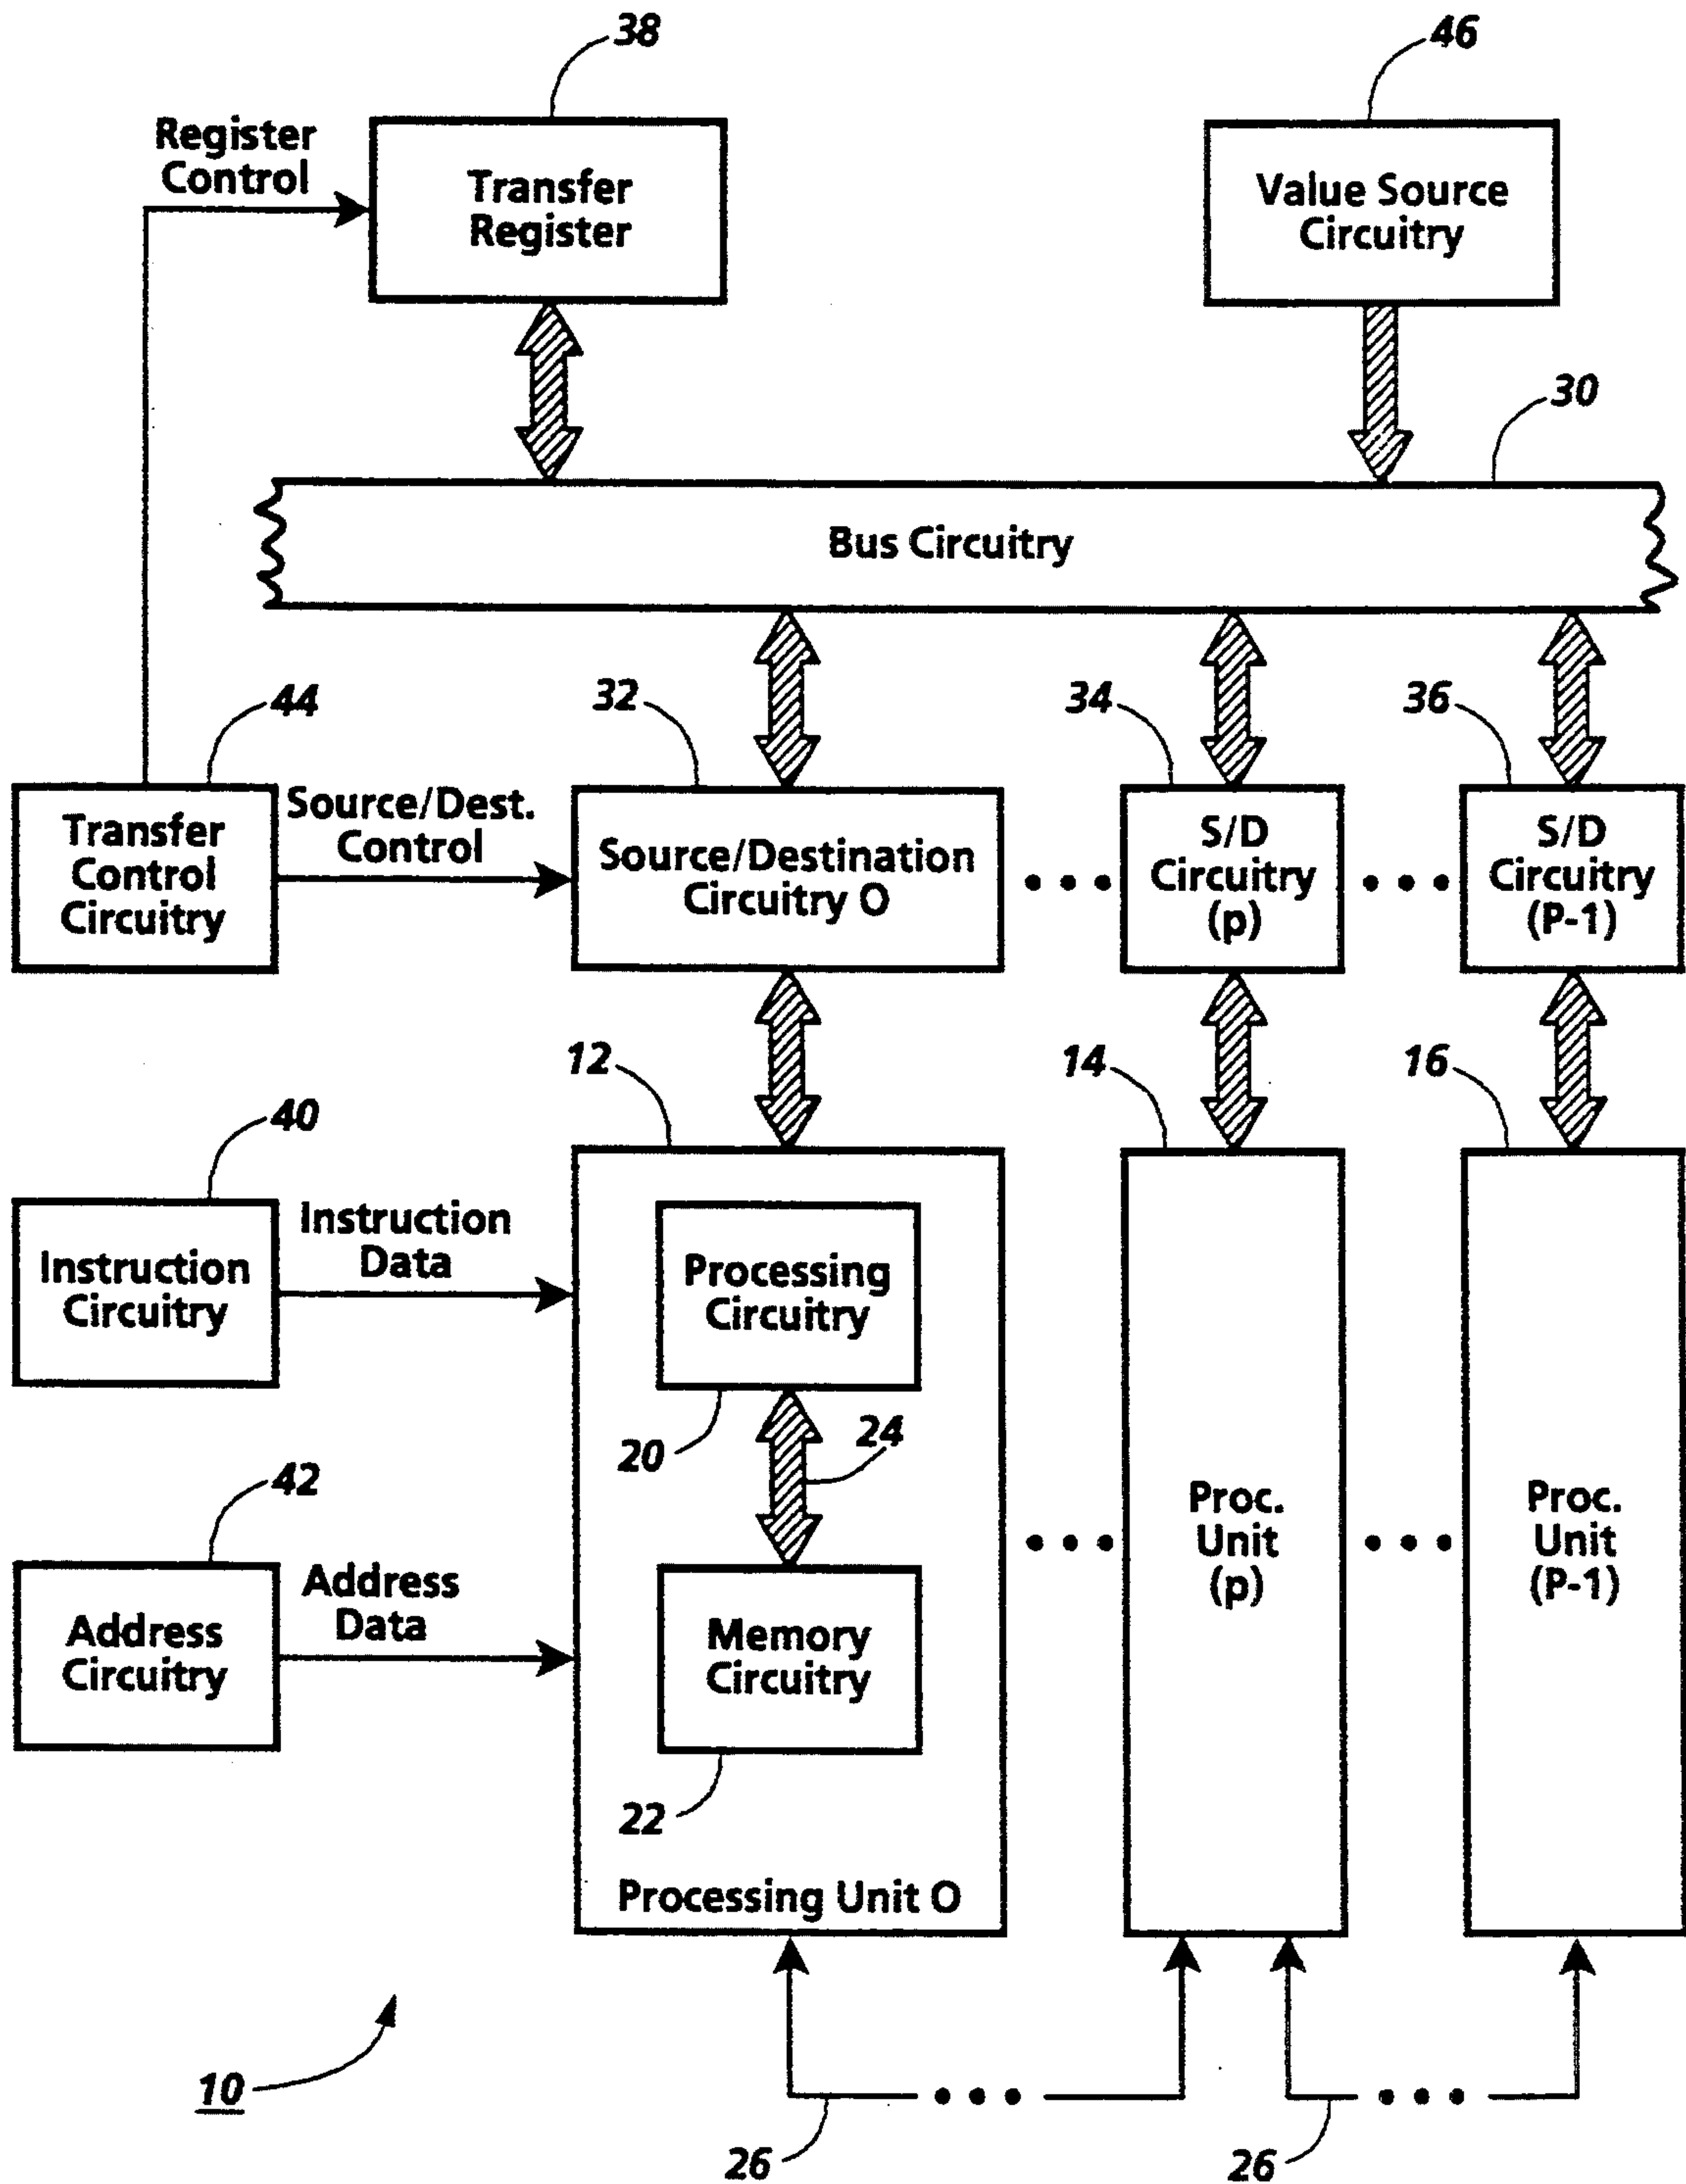 38
46
Register
Control
Transfer
Register
Value Source
Circuitry
30
Bus Circuitry
44
32
34
36
Transfer
Control
Circuitry
Source/Dest.
Control
Source/Destination
Circuitry O
• • •
S/D
Circuitry
(p)
• • •
S/D
Circuitry
(P-1)
12
14
16
40
Instruction
Circuitry
Instruction
Data
Processing
Circuitry
20
24
42
Address
Circuitry
Address
Data
Memory
Circuitry
22
Processing Unit O
• • •
Proc.
Unit
(p)
• • •
Proc.
Unit
(P-1)
10
• • •
• • •
26
26